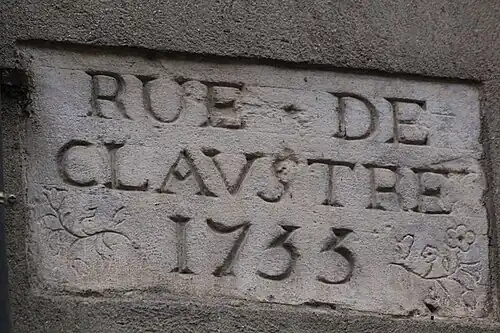 RUE · DE
CLAVSTRE
1733